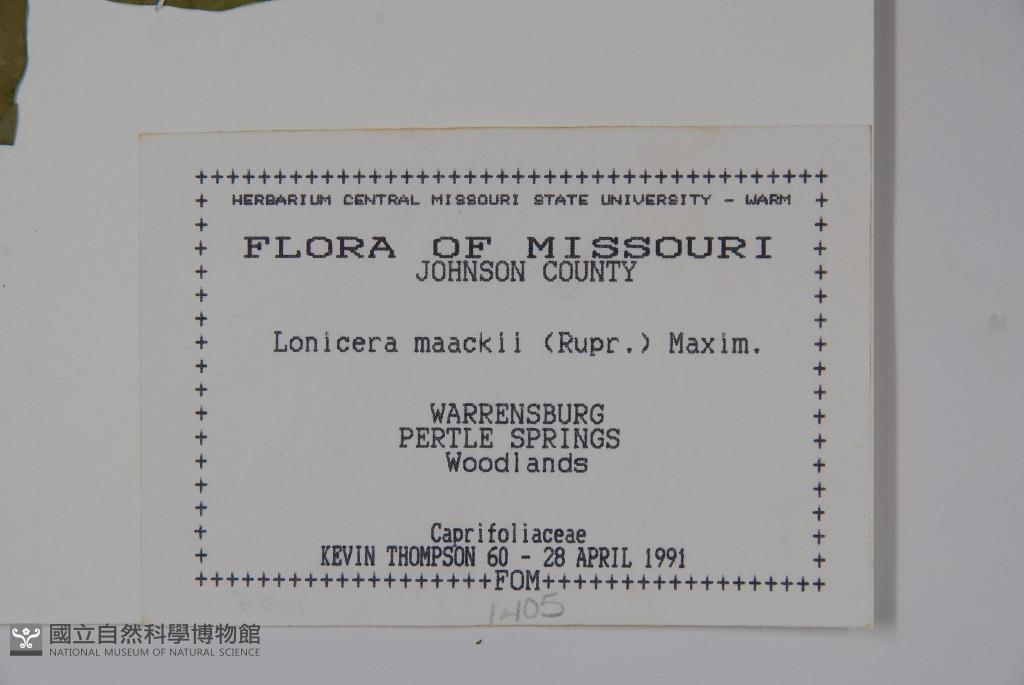 HERBARIUM CENTRAL MISSOURI STATE UNIVERSITY - WARM
FLORA OF MISSOURI
JOHNSON COUNTY
Lonicera maackii (Rupr.) Maxim.
WARRENSBURG
PERTLE SPRINGS
Woodlands
Caprifoliaceae
KEVIN THOMPSON 60 - 28 APRIL 1991
++++++++++++++++++++FOM+++++++++++++++++++
1405
國立自然科學博物館
NATIONAL MUSEUM OF NATURAL SCIENCE